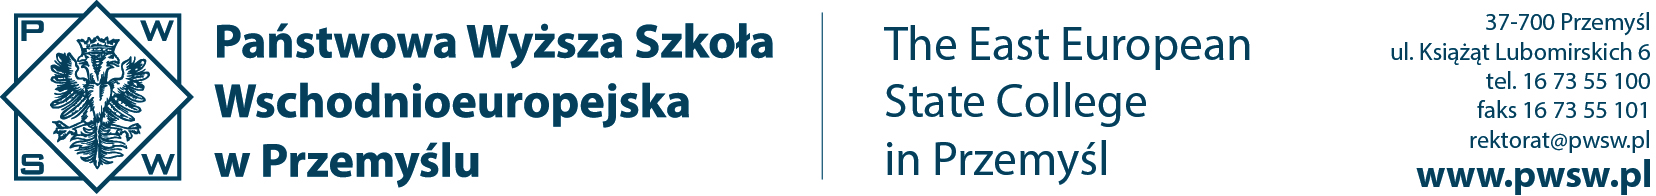 P W
S W
Państwowa Wyższa Szkoła
Wschodnioeuropejska
w Przemyślu
The East European
State College
in Przemyśl
37-700 Przemyśl
ul. Książąt Lubomirskich 6
tel. 16 73 55 100
faks 16 73 55 101
rektorat@pwsw.pl
www.pwsw.pl